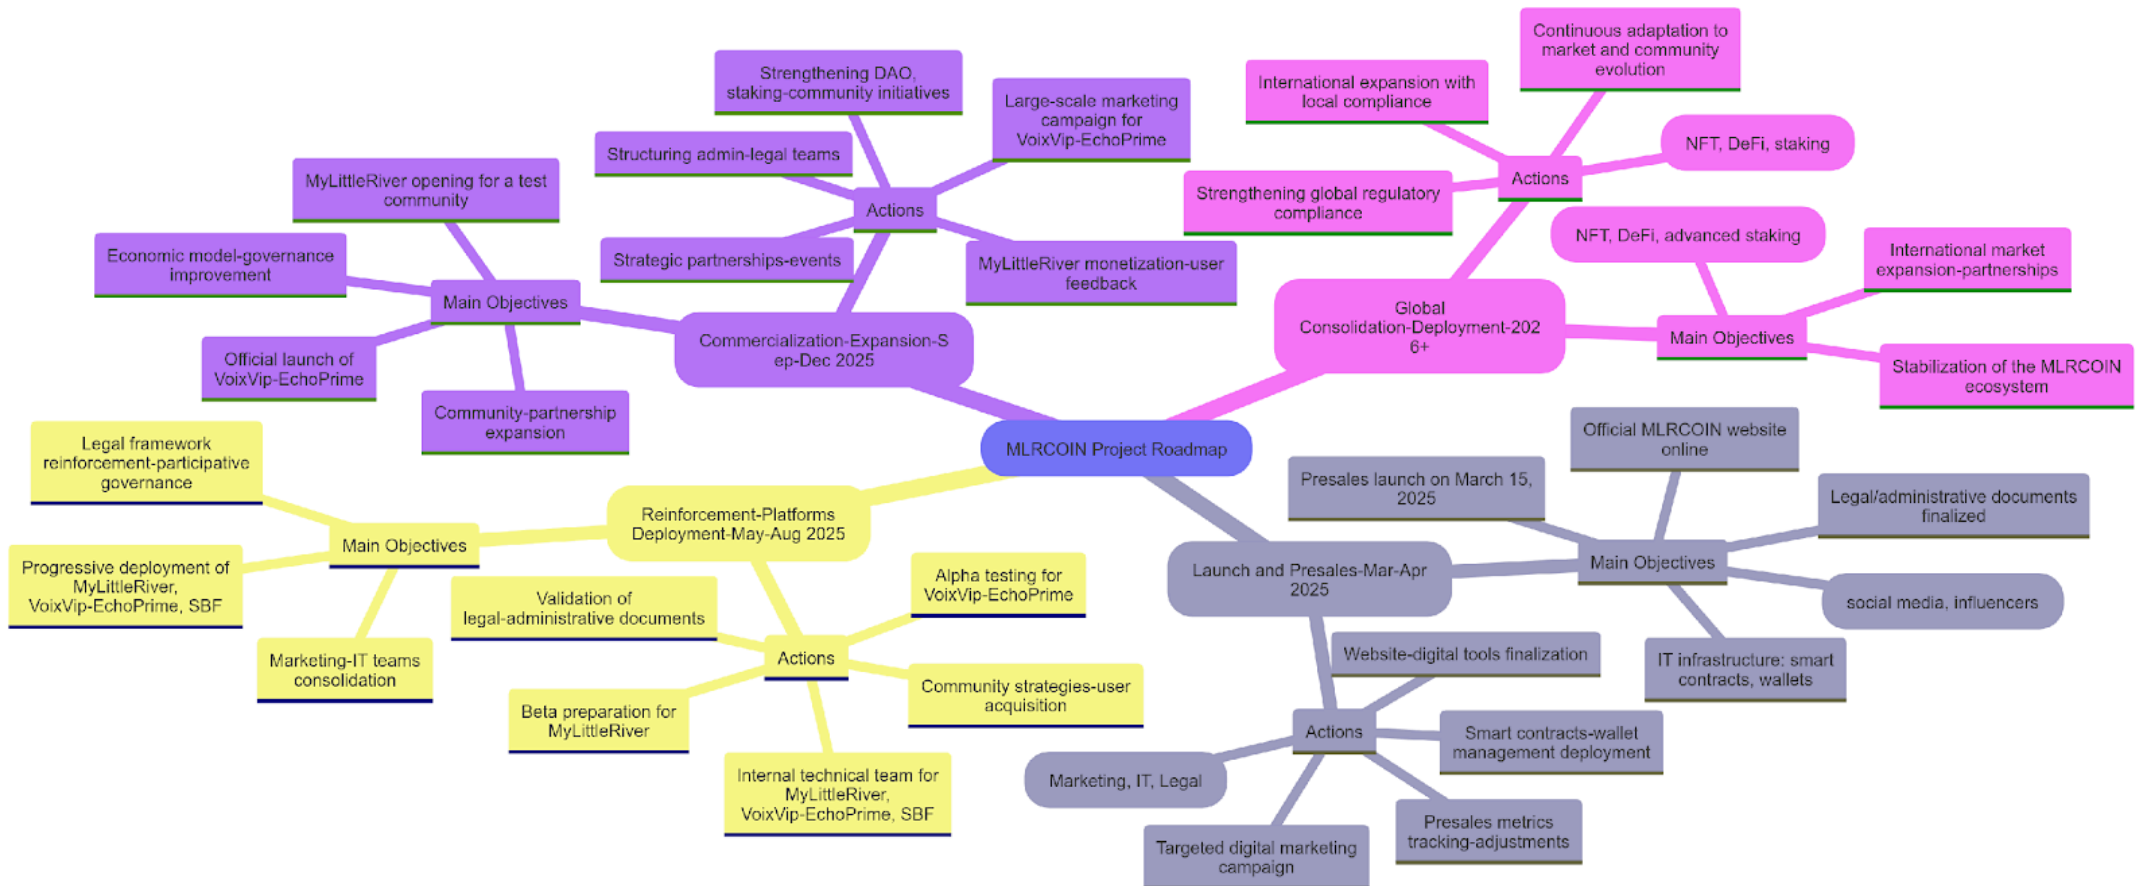 MLRCOIN Project Roadmap
Commercialization-Expansion-S
ep-Dec 2025
Main Objectives
MyLittleRiver opening for a test
community
Economic model-governance
improvement
Official launch of
VoixVip-EchoPrime
Community-partnership
expansion
Actions
Strengthening DAO,
staking-community initiatives
Large-scale marketing
campaign for
VoixVip-EchoPrime
Structuring admin-legal teams
Strategic partnerships-events
MyLittleRiver monetization-user
feedback
Global
Consolidation-Deployment-202
6+
Actions
Continuous adaptation to
market and community
evolution
International expansion with
local compliance
NFT, DeFi, staking
Strengthening global regulatory
compliance
Main Objectives
NFT, DeFi, advanced staking
International market
expansion-partnerships
Stabilization of the MLRCOIN
ecosystem
Reinforcement-Platforms
Deployment-May-Aug 2025
Main Objectives
Legal framework
reinforcement-participative
governance
Progressive deployment of
MyLittleRiver,
VoixVip-EchoPrime, SBF
Marketing-IT teams
consolidation
Actions
Alpha testing for
VoixVip-EchoPrime
Validation of
legal-administrative documents
Beta preparation for
MyLittleRiver
Community strategies-user
acquisition
Internal technical team for
MyLittleRiver,
VoixVip-EchoPrime, SBF
Launch and Presales-Mar-Apr
2025
Main Objectives
Official MLRCOIN website
online
Presales launch on March 15,
2025
Legal/administrative documents
finalized
social media, influencers
IT infrastructure: smart
contracts, wallets
Actions
Website-digital tools finalization
Smart contracts-wallet
management deployment
Marketing, IT, Legal
Presales metrics
tracking-adjustments
Targeted digital marketing
campaign